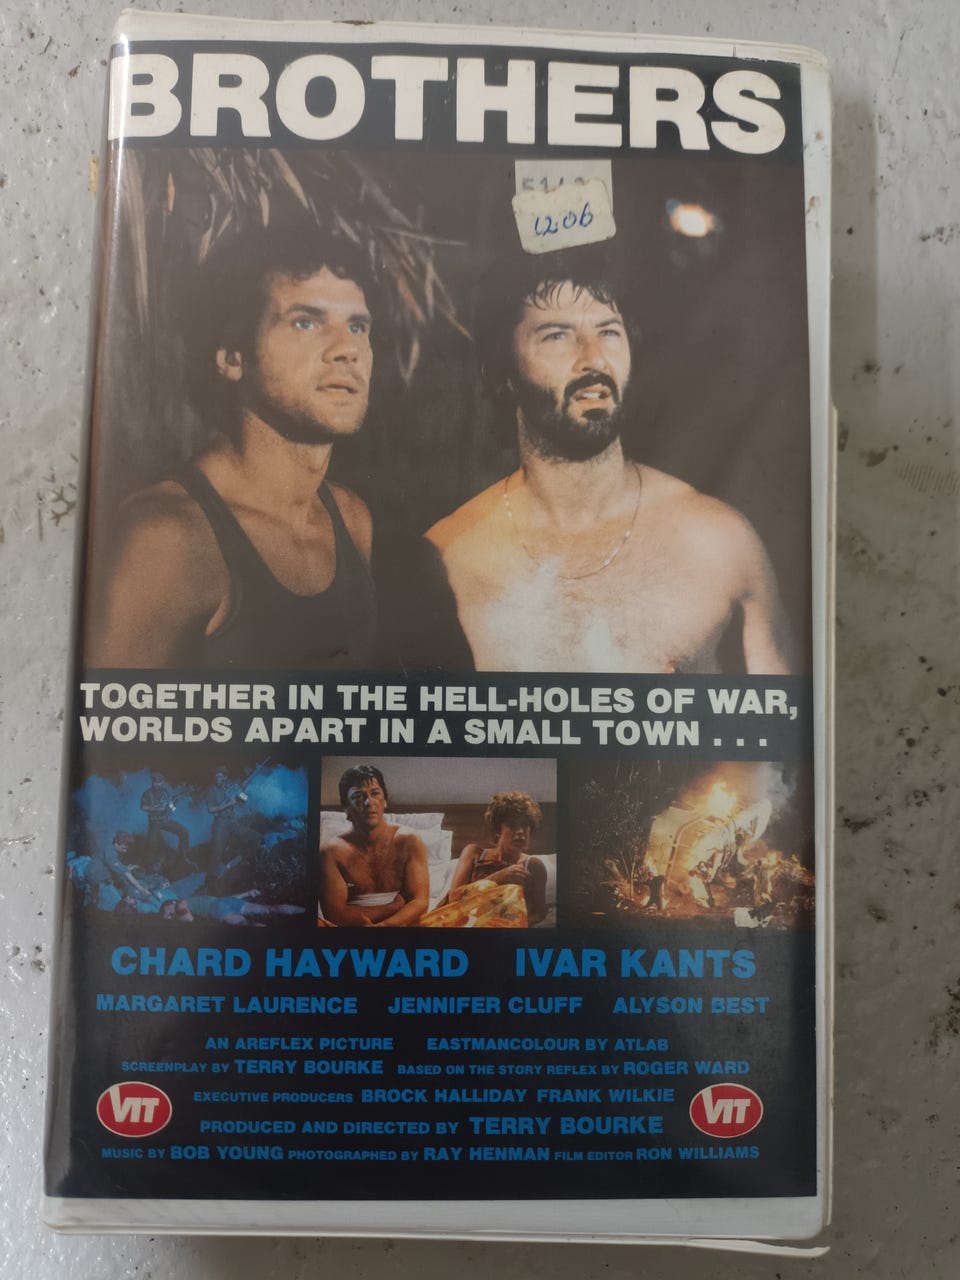 BROTHERS
1206
TOGETHER IN THE HELL-HOLES OF WAR,
WORLDS APART IN A SMALL TOWN . . .
CHARD HAYWARD IVAR KANTS
MARGARET LAURENCE JENNIFER CLUFF ALYSON BEST
AN AREFLEX PICTURE EASTMANCOLOUR BY ATLAB
SCREENPLAY BY TERRY BOURKE BASED ON THE STORY REFLEX BY ROGER WARD
EXECUTIVE PRODUCERS BROCK HALLIDAY FRANK WILKIE
VIT VIT
PRODUCED AND DIRECTED BY TERRY BOURKE
MUSIC BY BOB YOUNG PHOTOGRAPHED BY RAY HENMAN FILM EDITOR RON WILLIAMS